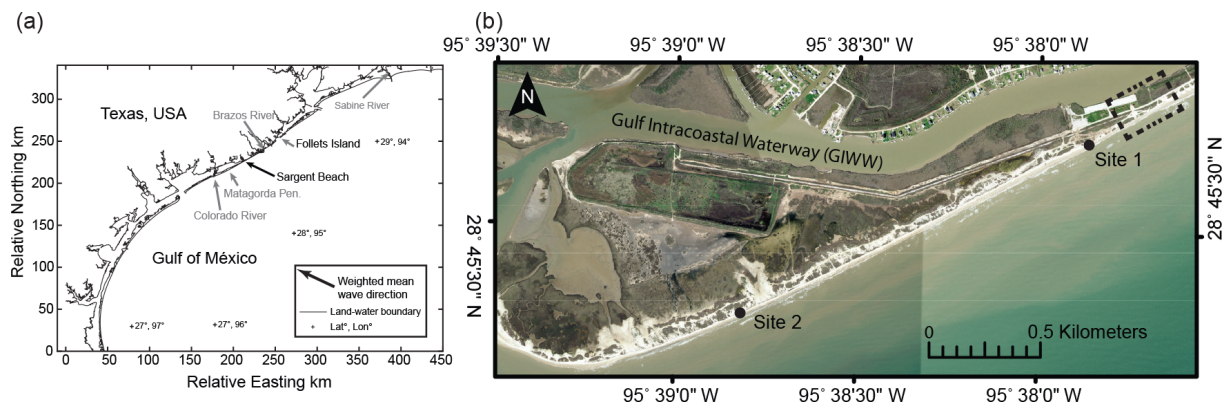 (a)
Relative Northing km
300
250
200
150
100
50
0
0 50 100 150 200 250 300 350 400 450
Relative Easting km
Texas, USA
Sabine River
Brazos River
Follets Island
+29°, 94°
Sargent Beach
Matagorda Pen.
Colorado River
+28°, 95°
Gulf of México
Weighted mean
wave direction
Land-water boundary
+ Lat°, Lon°
+27°, 97°
+27°, 96°
(b)
95° 39'30" W 95° 39'0" W 95° 38'30" W 95° 38'0" W
N
Gulf Intracoastal Waterway (GIWW)
Site 1
Site 2
28° 45'30" N
28° 45'30" N
0 0.5 Kilometers
95° 39'0" W 95° 38'30" W 95° 38'0" W